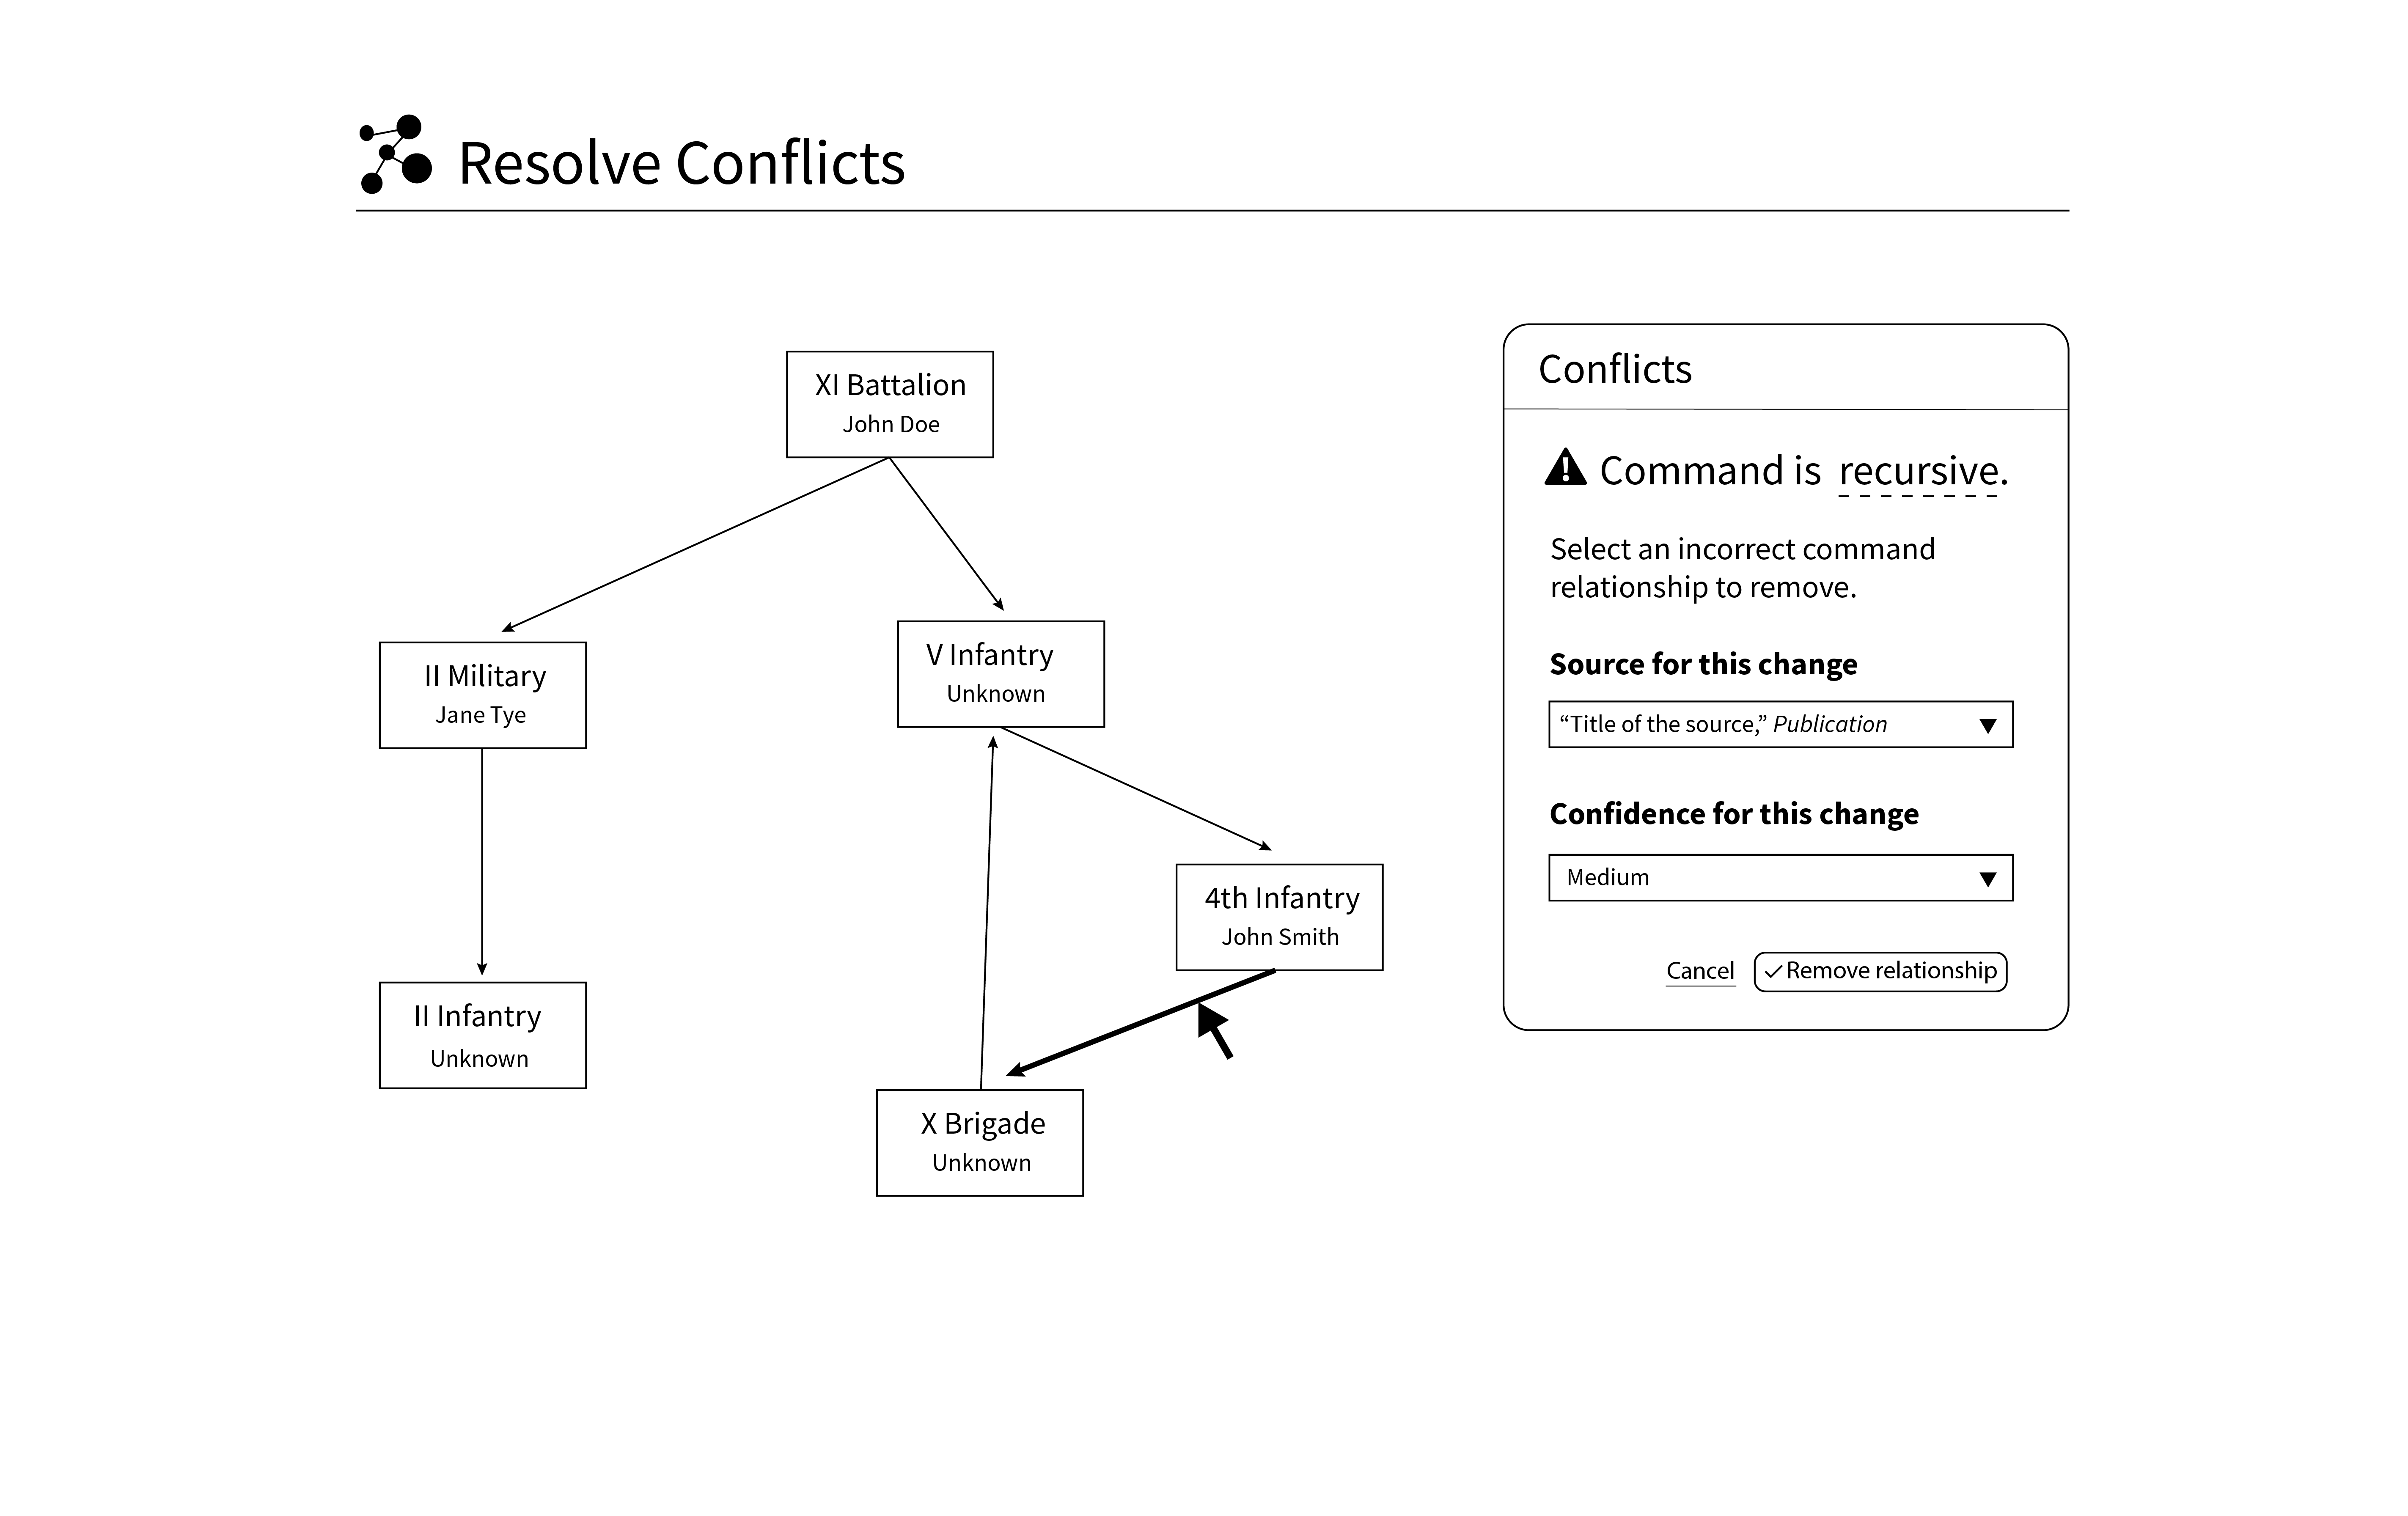 Resolve Conflicts
XI Battalion
John Doe
II Military
Jane Tye
V Infantry
Unknown
4th Infantry
John Smith
II Infantry
Unknown
X Brigade
Unknown
Conflicts
Command is recursive.
Select an incorrect command
relationship to remove.
Source for this change
“Title of the source,” Publication
Confidence for this change
Medium
Cancel
Remove relationship